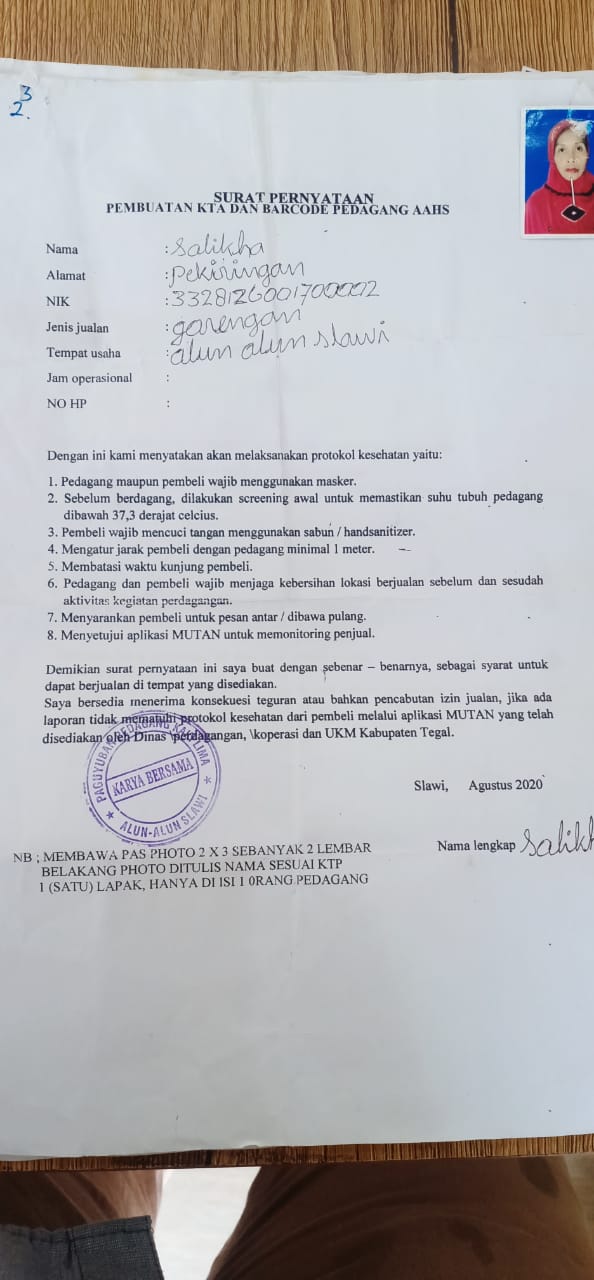 3
2.
SURAT PERNYATAAN
PEMBUATAN KTA DAN BARCODE PEDAGANG AAHS
Nama : Salikha
Alamat : pekiringan
NIK : 3328126001700002
Jenis jualan : gorengan
Tempat usaha : alun alun slawi
Jam operasional :
NO HP :
Dengan ini kami menyatakan akan melaksanakan protokol kesehatan yaitu:
1. Pedagang maupun pembeli wajib menggunakan masker.
2. Sebelum berdagang, dilakukan screening awal untuk memastikan suhu tubuh pedagang
dibawah 37,3 derajat celcius.
3. Pembeli wajib mencuci tangan menggunakan sabun / handsanitizer.
4. Mengatur jarak pembeli dengan pedagang minimal 1 meter.
5. Membatasi waktu kunjung pembeli.
6. Pedagang dan pembeli wajib menjaga kebersihan lokasi berjualan sebelum dan sesudah
aktivitas kegiatan perdagangan.
7. Menyarankan pembeli untuk pesan antar / dibawa pulang.
8. Menyetujui aplikasi MUTAN untuk memonitoring penjual.
Demikian surat pernyataan ini saya buat dengan sebenar – benarnya, sebagai syarat untuk
dapat berjualan di tempat yang disediakan.
Saya bersedia menerima konsekuesi teguran atau bahkan pencabutan izin jualan, jika ada
laporan tidak mematuhi protokol kesehatan dari pembeli melalui aplikasi MUTAN yang telah
disediakan oleh Dinas \perdagangan, \koperasi dan UKM Kabupaten Tegal.
PAGUYUBAN PEDAGANG KAKI LIMA
KARYA BERSAMA
ALUN-ALUN SLAWI
Slawi, Agustus 2020
Nama lengkap Salikh
NB ; MEMBAWA PAS PHOTO 2 X 3 SEBANYAK 2 LEMBAR
BELAKANG PHOTO DITULIS NAMA SESUAI KTP
1 (SATU) LAPAK, HANYA DI ISI 1 0RANG PEDAGANG